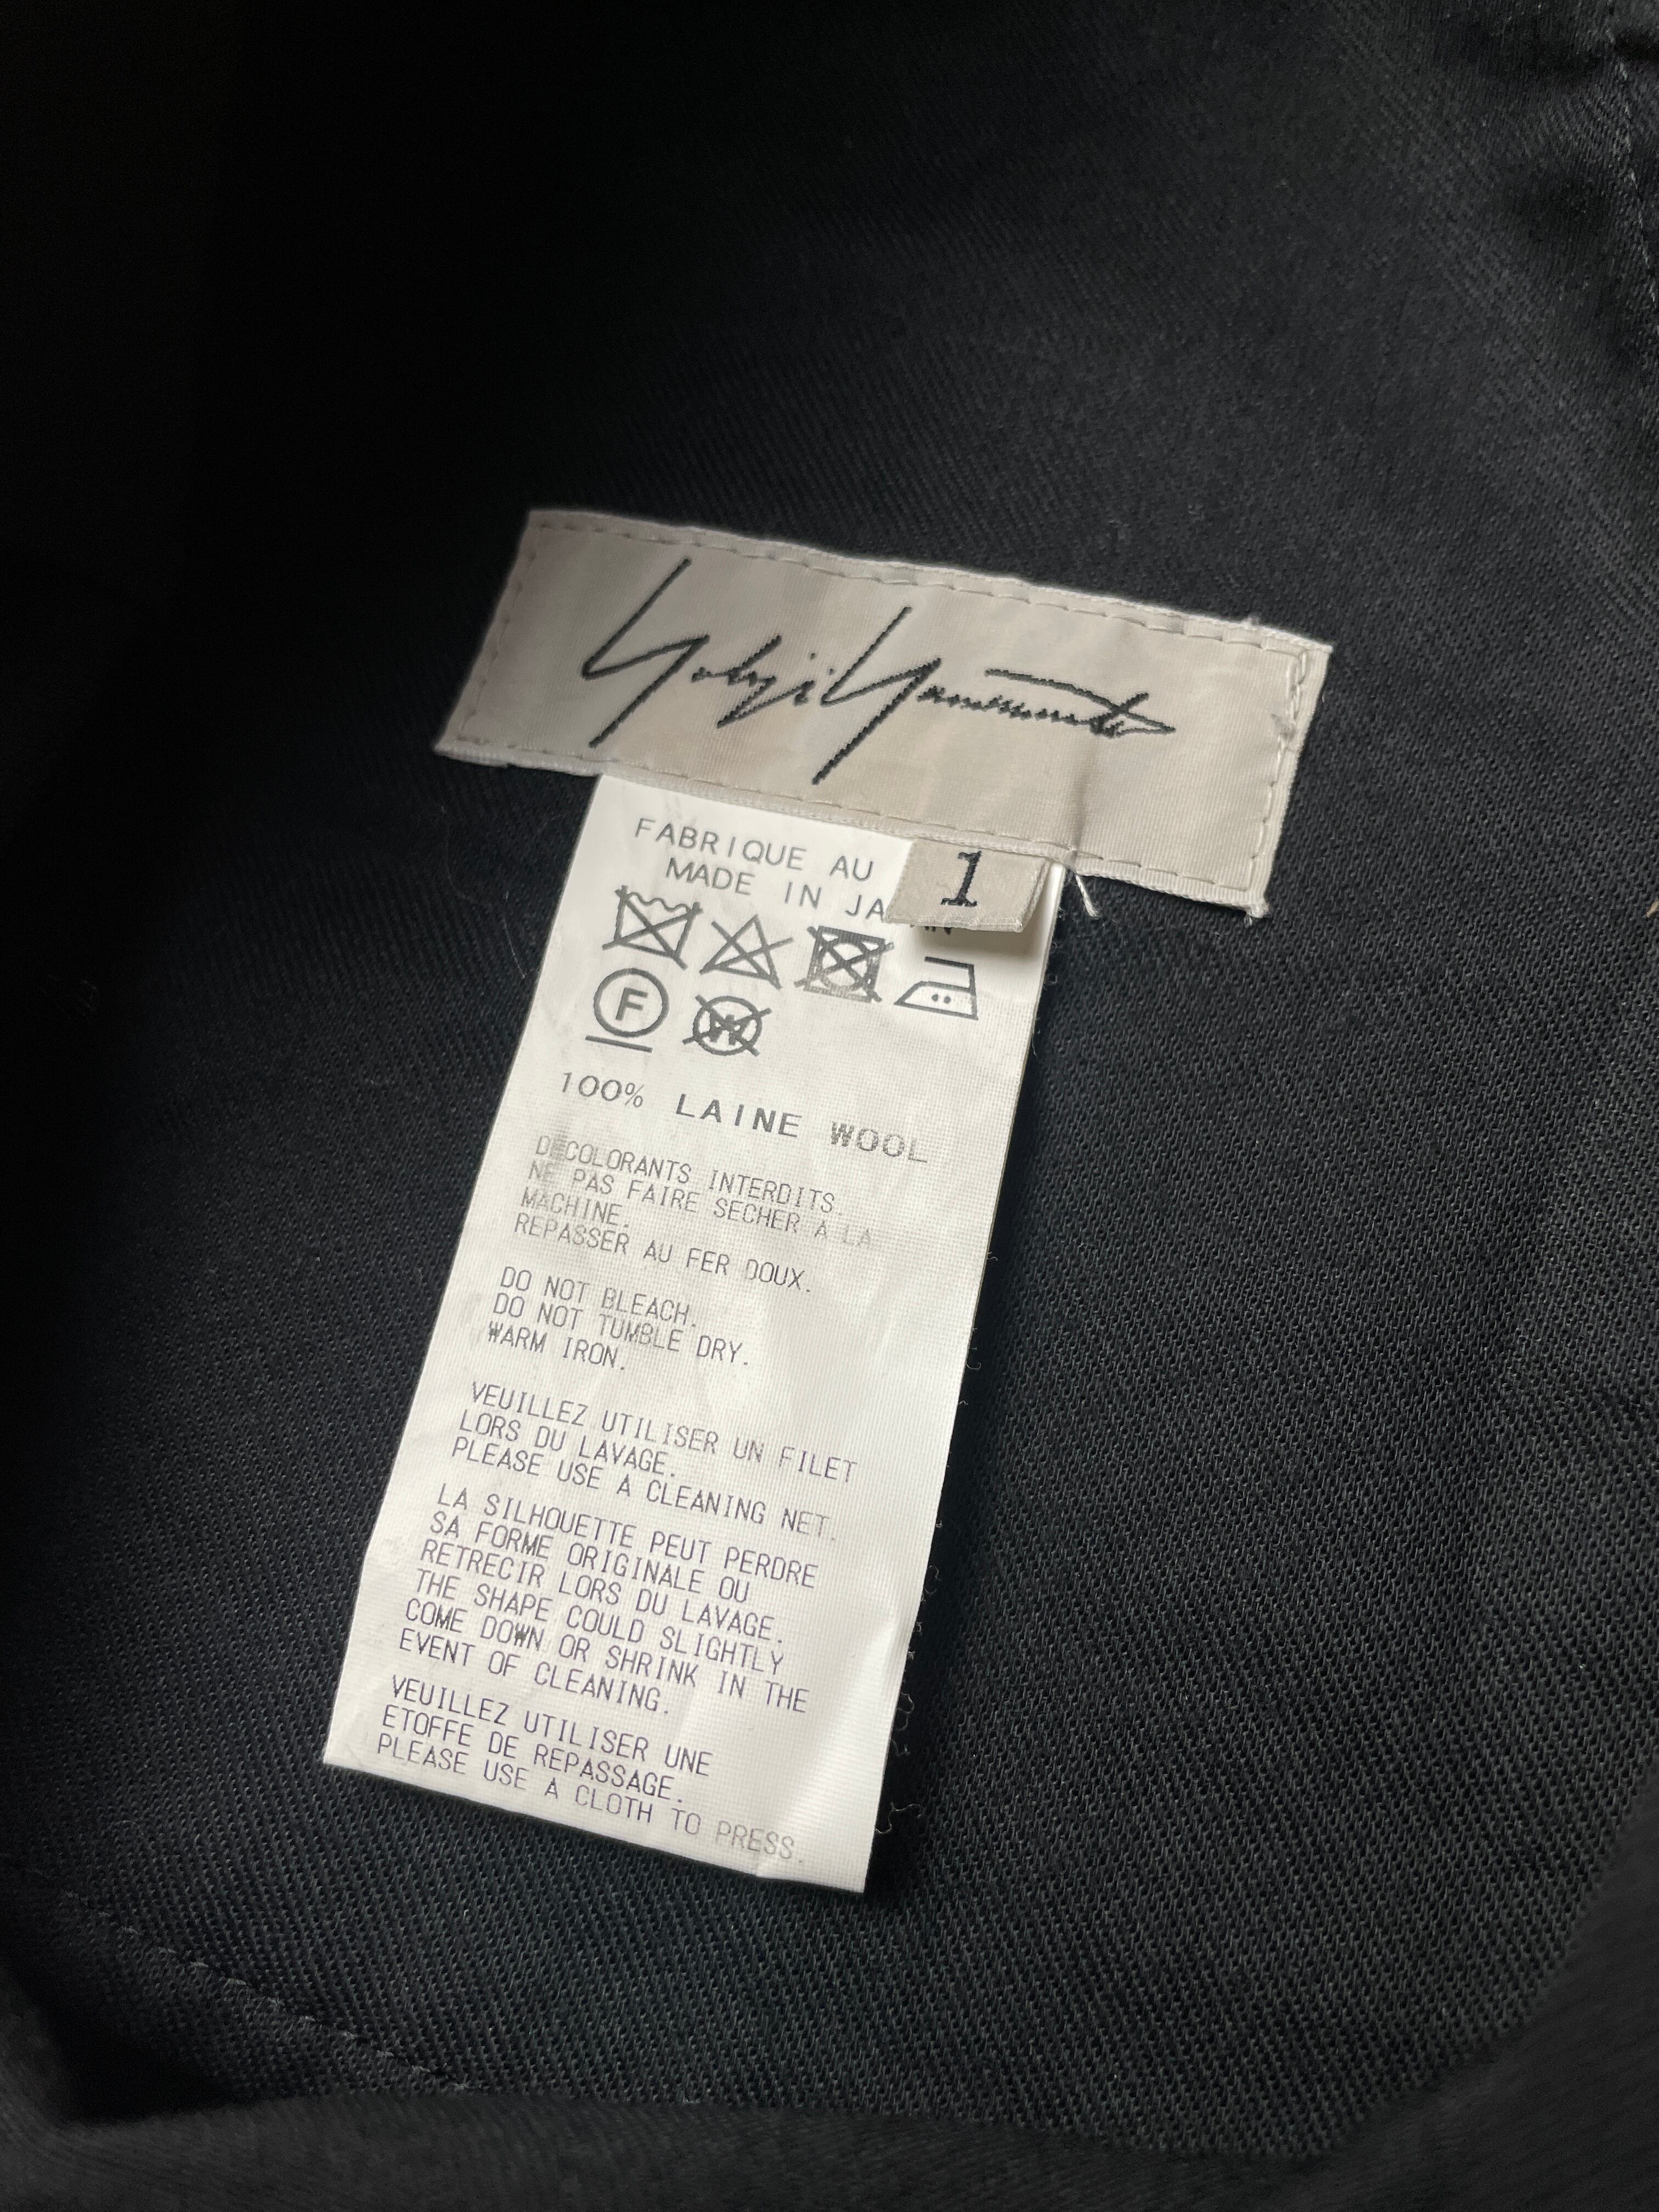 Yohji Yamamoto
1
FABRIQUE AU
MADE IN JA AN
F
W
100% LAINE WOOL
DECOLORANTS INTERDITS.
NE PAS FAIRE SECHER A LA
MACHINE.
REPASSER AU FER DOUX.
DO NOT BLEACH.
DO NOT TUMBLE DRY.
WARM IRON.
VEUILLEZ UTILISER UN FILET
LORS DU LAVAGE.
PLEASE USE A CLEANING NET.
LA SILHOUETTE PEUT PERDRE
SA FORME ORIGINALE OU
RETRECIR LORS DU LAVAGE.
THE SHAPE COULD SLIGHTLY
COME DOWN OR SHRINK IN THE
EVENT OF CLEANING.
VEUILLEZ UTILISER UNE
ETOFFE DE REPASSAGE.
PLEASE USE A CLOTH TO PRESS.